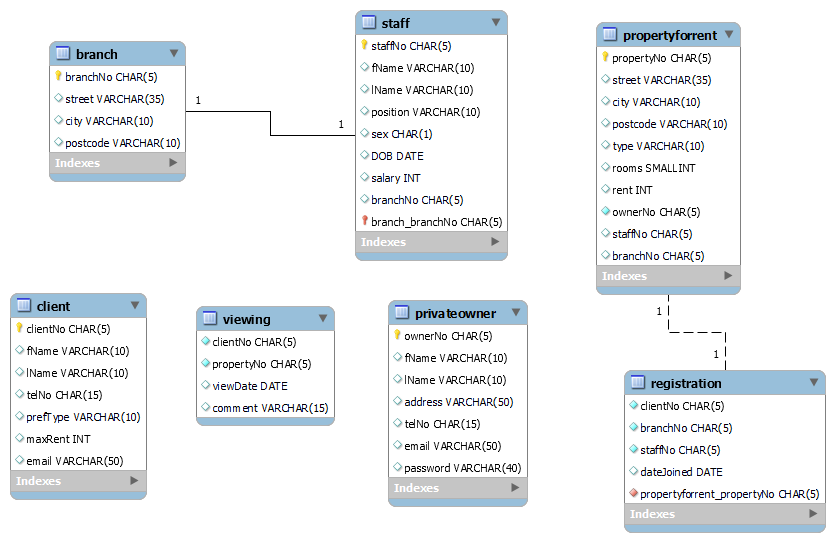 branch
branchNo CHAR(5)
street VARCHAR(35)
city VARCHAR(10)
postcode VARCHAR(10)
Indexes
1
1
staff
staffNo CHAR(5)
fName VARCHAR(10)
lName VARCHAR(10)
position VARCHAR(10)
sex CHAR(1)
DOB DATE
salary INT
branchNo CHAR(5)
branch_branchNo CHAR(5)
Indexes
propertyforrent
propertyNo CHAR(5)
street VARCHAR(35)
city VARCHAR(10)
postcode VARCHAR(10)
type VARCHAR(10)
rooms SMALLINT
rent INT
ownerNo CHAR(5)
staffNo CHAR(5)
branchNo CHAR(5)
Indexes
1
1
client
clientNo CHAR(5)
fName VARCHAR(10)
lName VARCHAR(10)
telNo CHAR(15)
prefType VARCHAR(10)
maxRent INT
email VARCHAR(50)
Indexes
viewing
clientNo CHAR(5)
propertyNo CHAR(5)
viewDate DATE
comment VARCHAR(15)
privateowner
ownerNo CHAR(5)
fName VARCHAR(10)
lName VARCHAR(10)
address VARCHAR(50)
telNo CHAR(15)
email VARCHAR(50)
password VARCHAR(40)
Indexes
registration
clientNo CHAR(5)
branchNo CHAR(5)
staffNo CHAR(5)
dateJoined DATE
propertyforrent_propertyNo CHAR(5)
Indexes